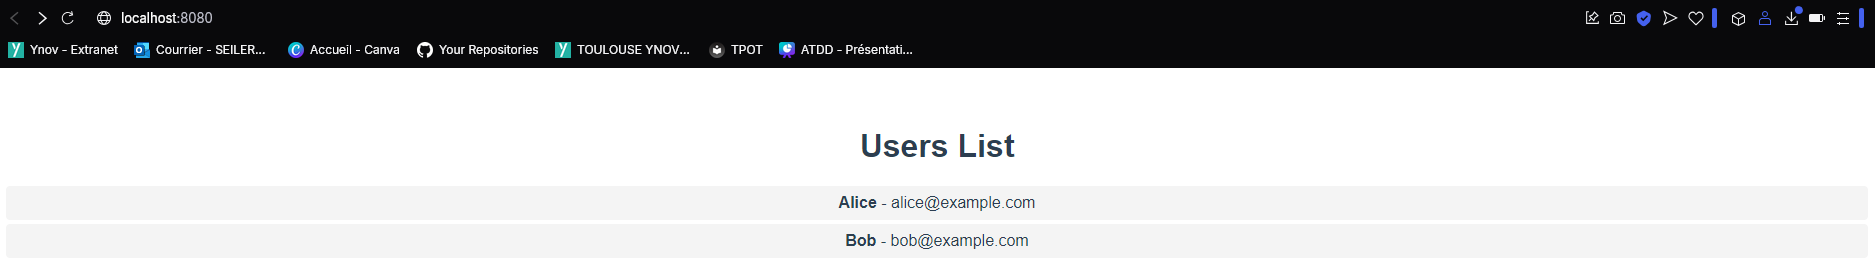 localhost:8080
Ynov - Extranet Courrier - SEILER... Accueil - Canva Your Repositories TOULOUSE YNOV... TPOT ATDD - Présentati...
Users List
Alice - alice@example.com
Bob - bob@example.com